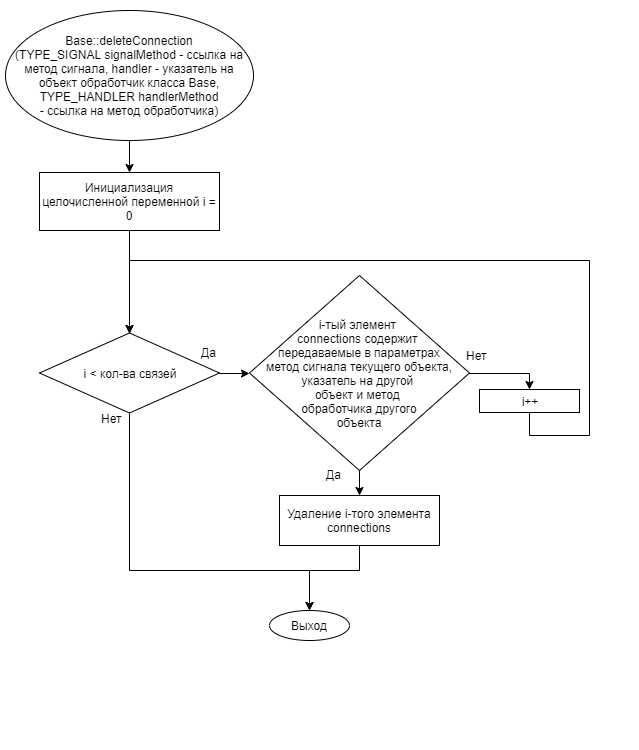 Base::deleteConnection
(TYPE_SIGNAL signalMethod - ссылка на
метод сигнала, handler - указатель на
объект обработчик класса Base,
TYPE_HANDLER handlerMethod
- ссылка на метод обработчика)
Инициализация
целочисленной переменной i =
0
i < кол-ва связей
Да
Нет
i-тый элемент
connections содержит
передаваемые в параметрах
метод сигнала текущего объекта,
указатель на другой
объект и метод
обработчика другого
объекта
Нет
i++
Да
Удаление i-того элемента
connections
Выход